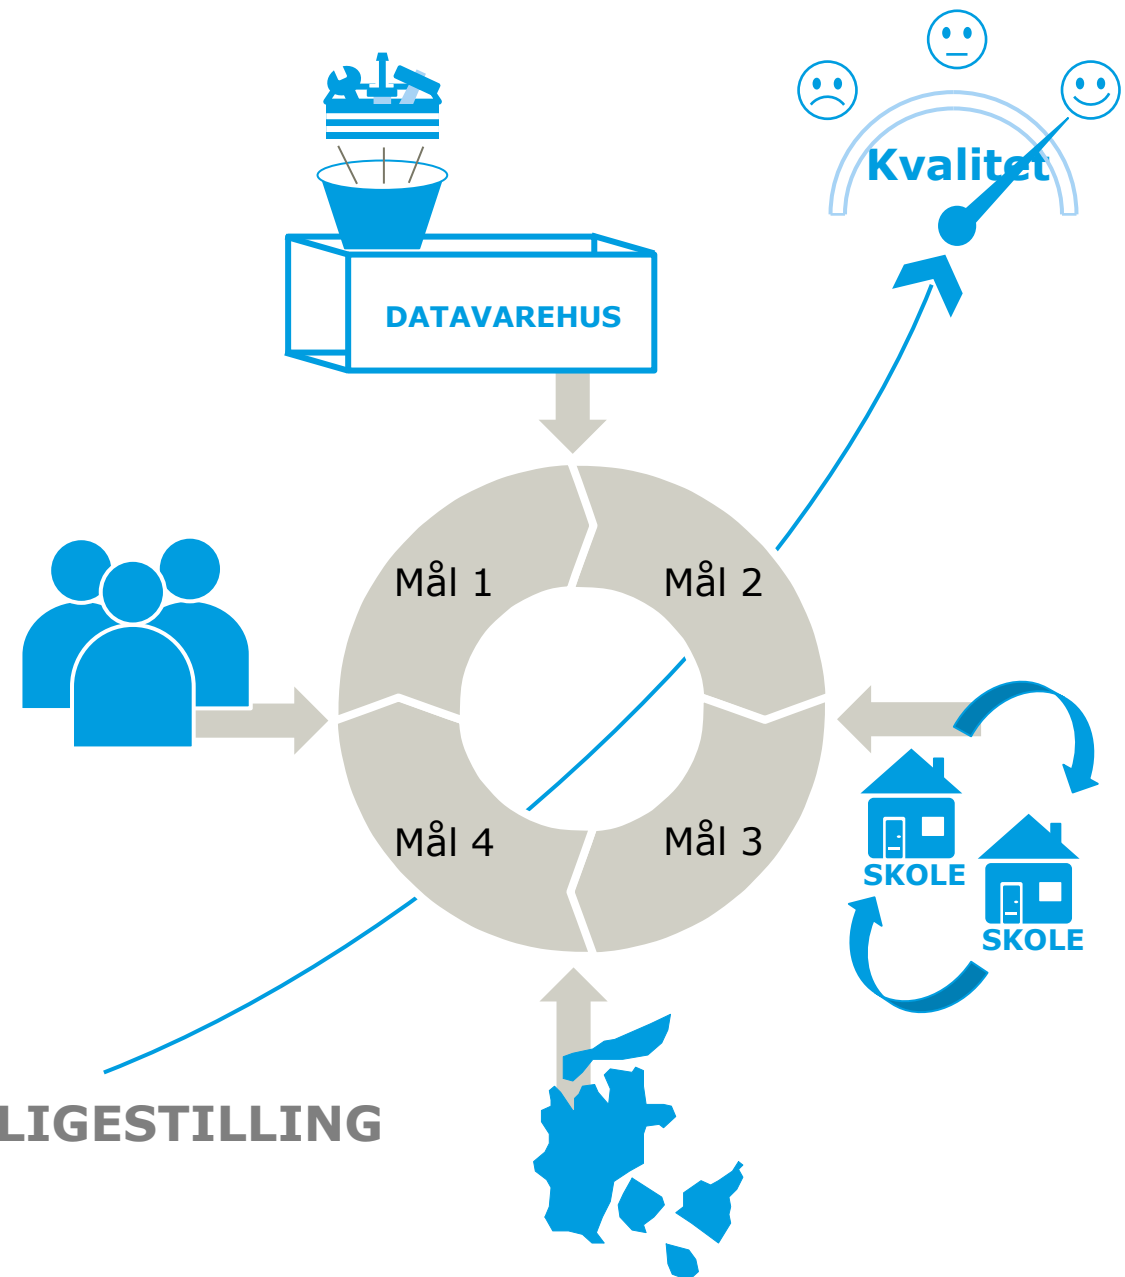 Kvalitet
DATAVAREHUS
Mål 1
Mål 2
Mål 4
Mål 3
SKOLE
SKOLE
LIGESTILLING